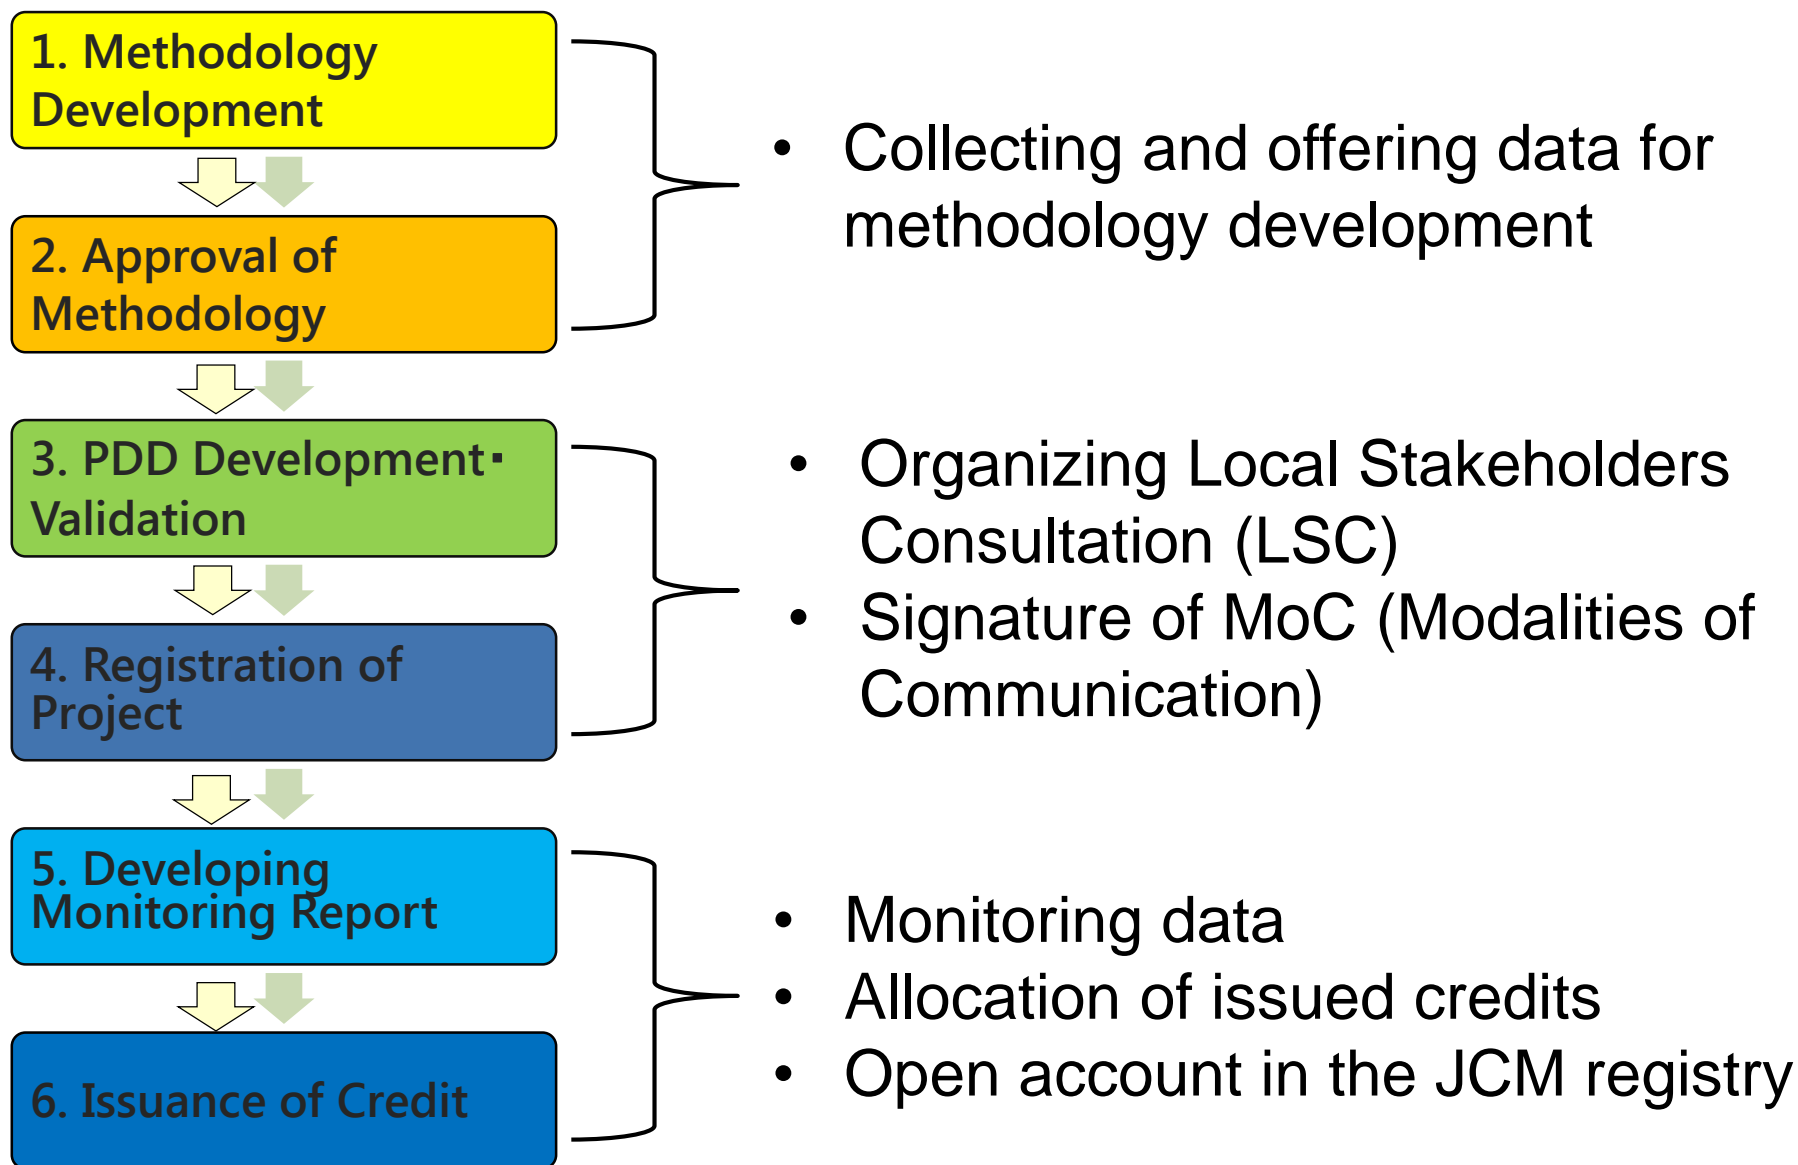 1. Methodology
Development
• Collecting and offering data for
methodology development
2. Approval of
Methodology
3. PDD Development･
Validation
• Organizing Local Stakeholders
Consultation (LSC)
• Signature of MoC (Modalities of
Communication)
4. Registration of
Project
5. Developing
Monitoring Report
• Monitoring data
• Allocation of issued credits
• Open account in the JCM registry
6. Issuance of Credit